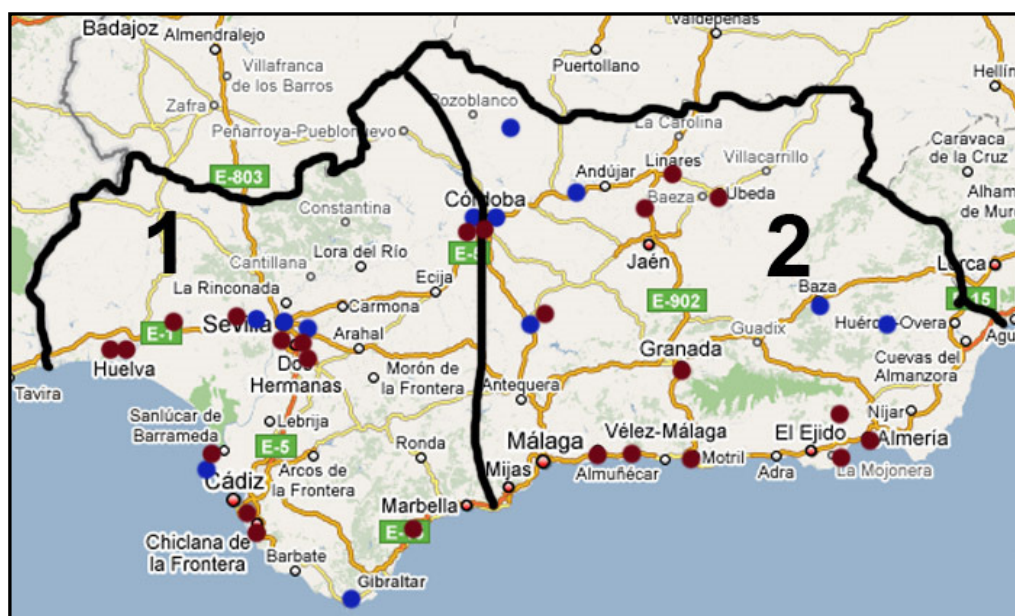 Badajoz
Almendralejo
Valdepeñas
Villafranca
de los Barros
Puertollano
Hellín
Zafra
Pozoblanco
Peñarroya-Pueblonuevo
La Carolina
Caravaca
de la Cruz
E-803
Linares
Villacarrillo
Andújar
Alham
de Mur
Baeza
Úbeda
Constantina
Córdoba
1
2
Lora del Río
Jaén
Cantillana
Écija
Lorca
La Rinconada
Carmona
E-902
Baza
15
Sevilla
E-1
Arahal
Guadix
Huércal-Overa
Agu
Huelva
Dos
Hermanas
Morón de
la Frontera
Granada
Cuevas del
Almanzora
Tavira
Antequera
Sanlúcar de
Barrameda
Lebrija
Níjar
E-5
Ronda
Málaga
Vélez-Málaga
El Ejido
Almería
Arcos de
la Frontera
Mijas
Almuñécar
Motril
Adra
La Mojonera
Cádiz
Marbella
Chiclana de
la Frontera
Barbate
Gibraltar